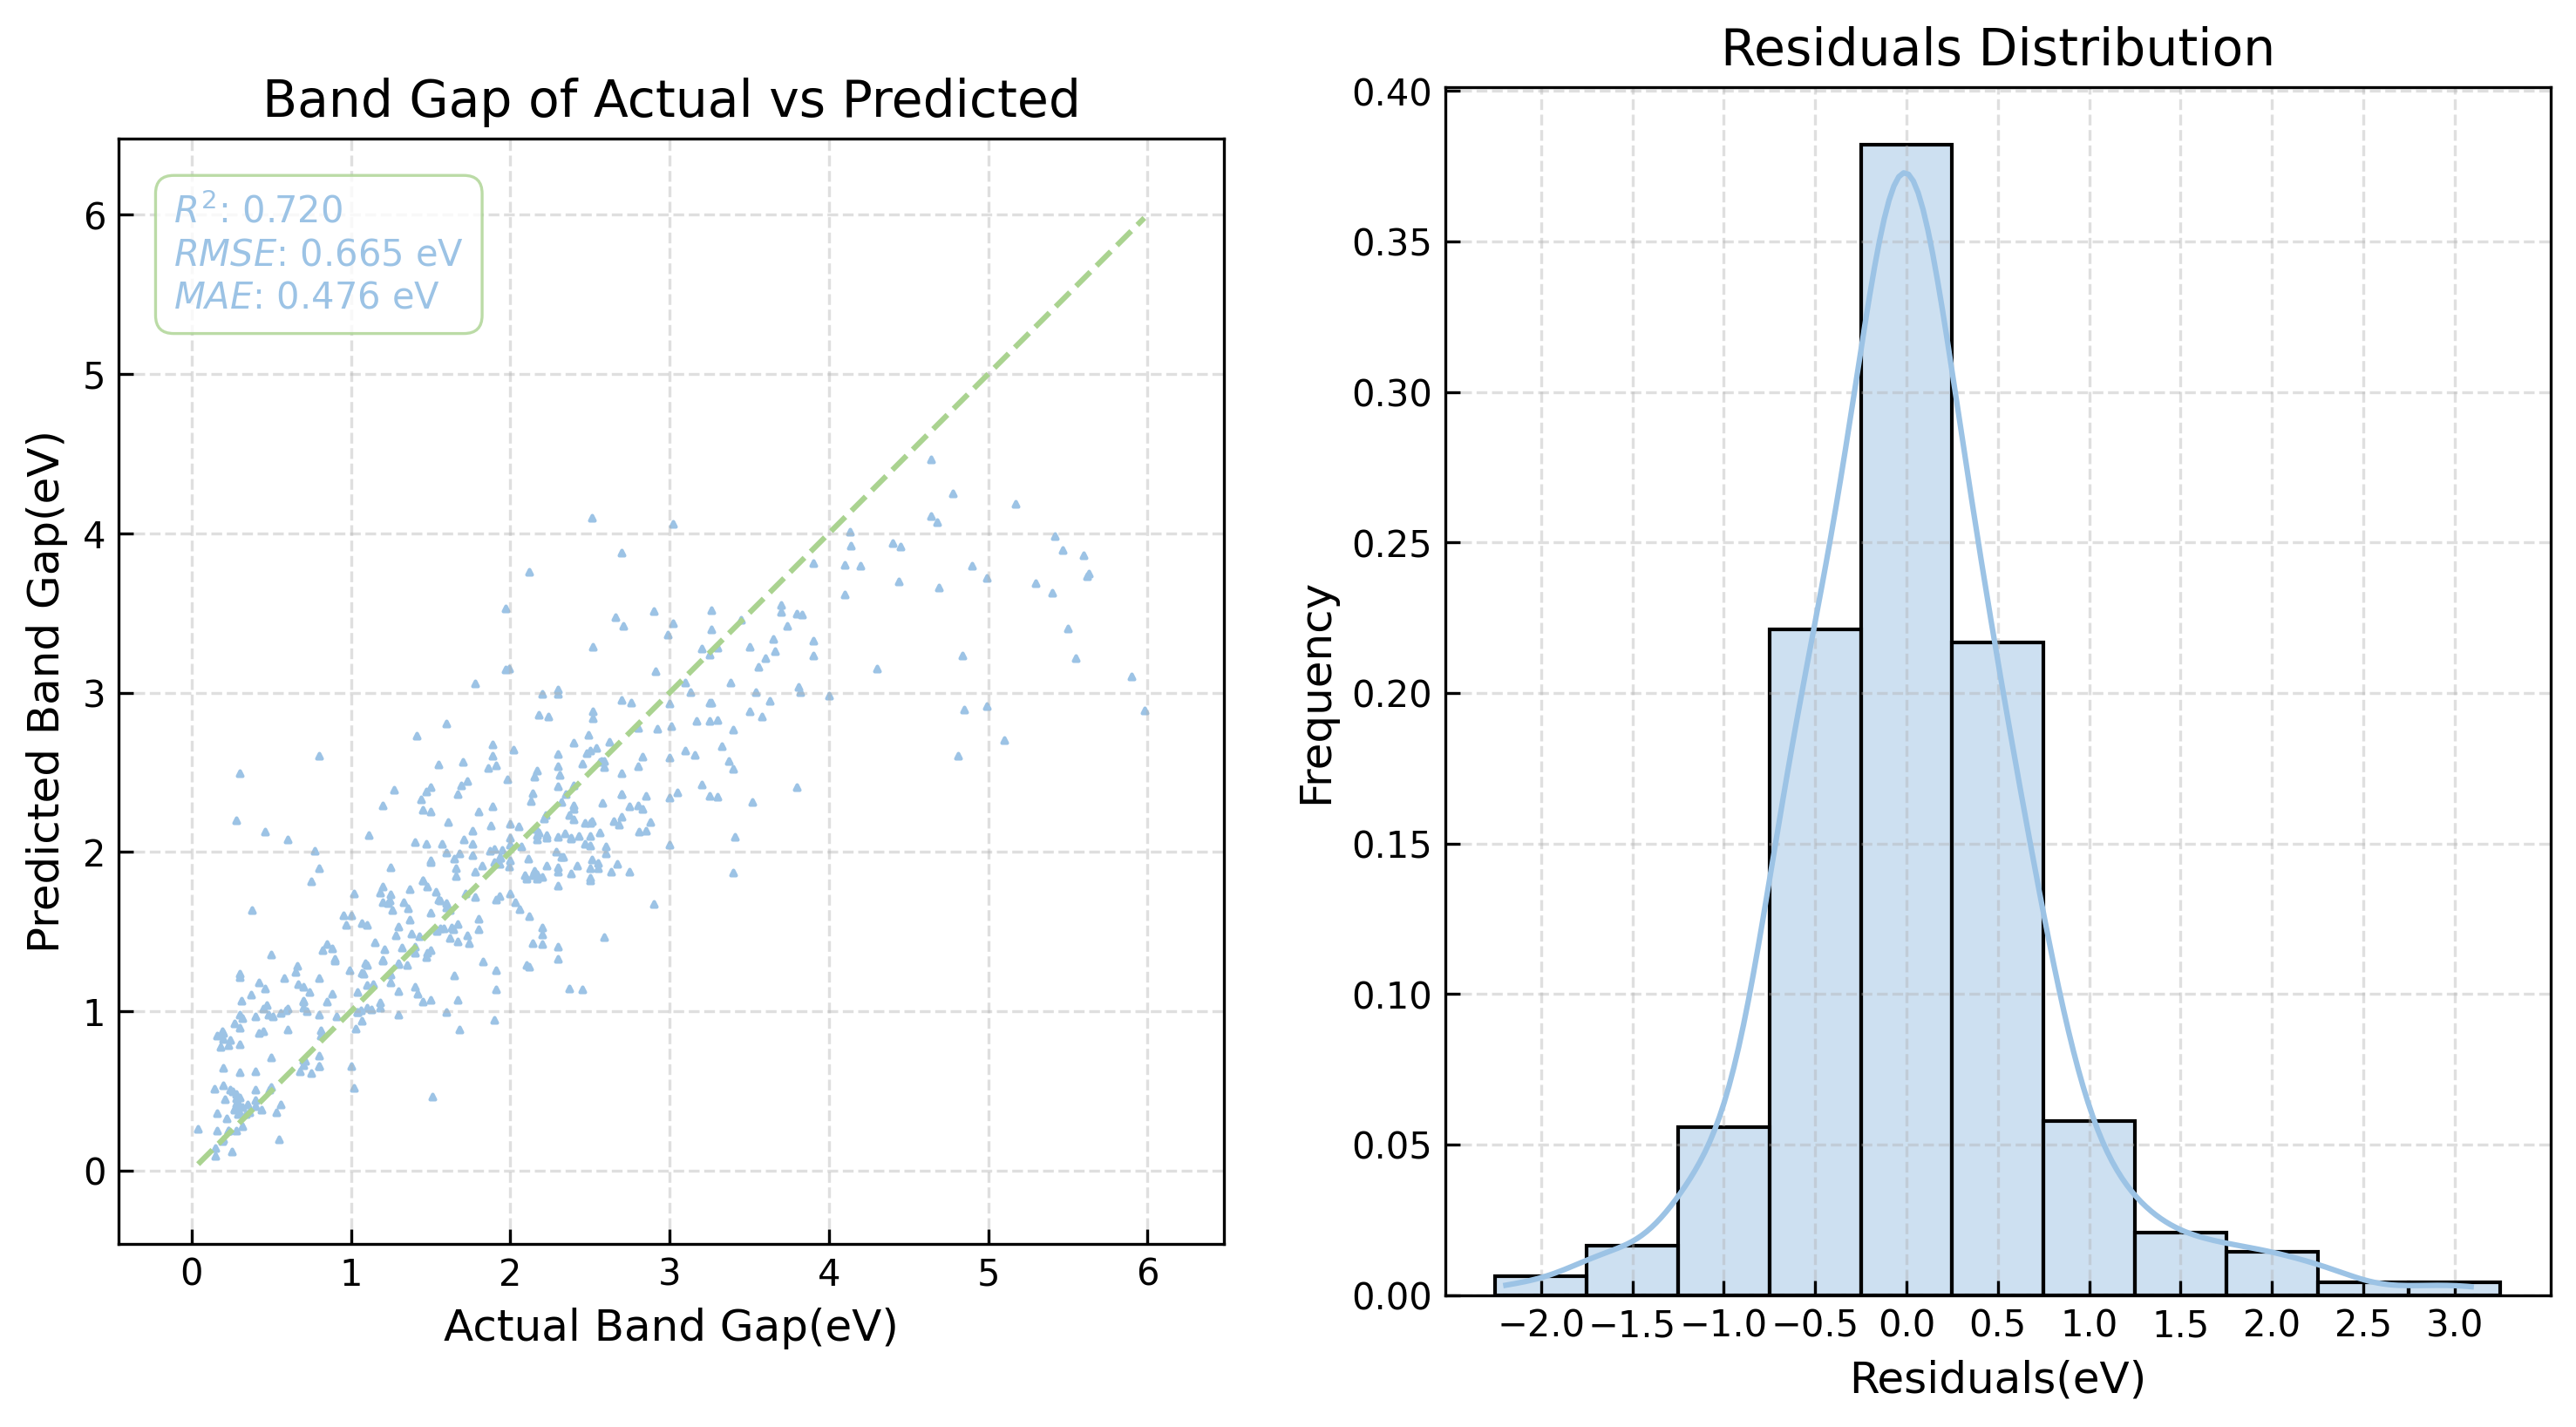 Band Gap of Actual vs Predicted
R²: 0.720
RMSE: 0.665 eV
MAE: 0.476 eV
6
5
4
3
2
1
0
Predicted Band Gap(eV)
0 1 2 3 4 5 6
Actual Band Gap(eV)
Residuals Distribution
0.40
0.35
0.30
0.25
0.20
0.15
0.10
0.05
0.00
Frequency
−2.0 −1.5 −1.0 −0.5 0.0 0.5 1.0 1.5 2.0 2.5 3.0
Residuals(eV)